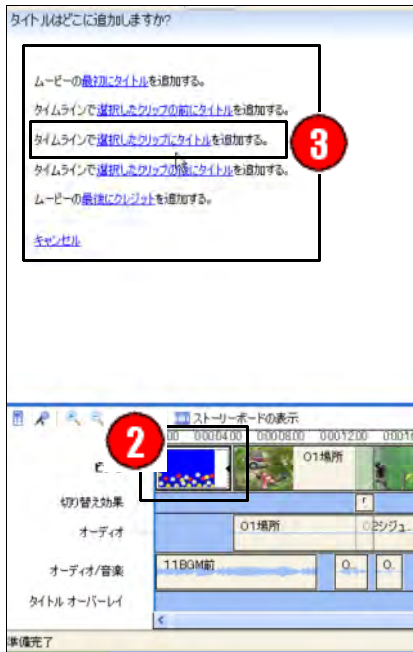 タイトルはどこに追加しますか?
ムービーの最初にタイトルを追加する。
タイムラインで選択したクリップの前にタイトルを追加する。
タイムラインで選択したクリップにタイトルを追加する。
3
タイムラインで選択したクリップの後にタイトルを追加する。
ムービーの最後にクレジットを追加する。
キャンセル
ストーリーボードの表示
2
00 0:00:04.00 0:00:08.00 0:00:12.00
01場所
切り替え効果
オーディオ
01場所
オーディオ/音楽
11BGM前
0...
0...
タイトル オーバーレイ
準備完了